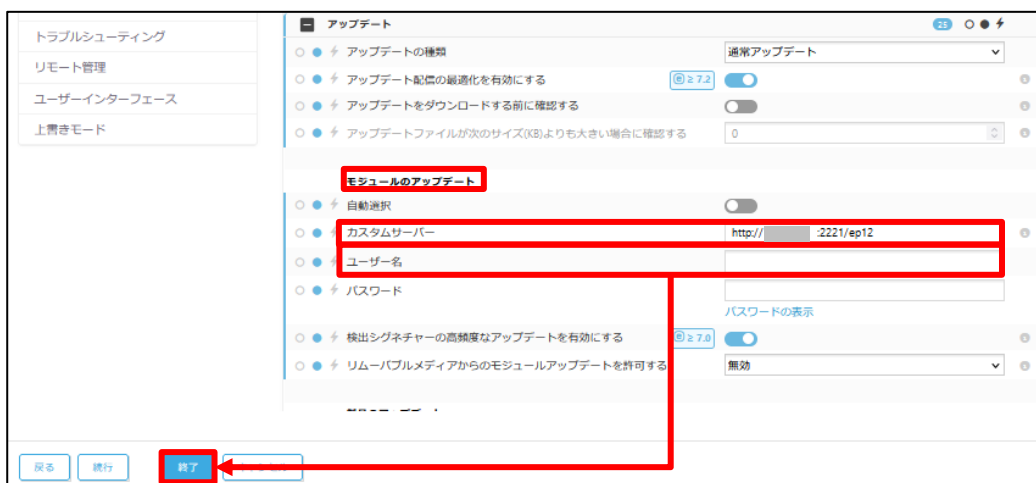 トラブルシューティング
リモート管理
ユーザーインターフェース
上書きモード
アップデート 25
アップデートの種類 通常アップデート
アップデート配信の最適化を有効にする ≥ 7.2
アップデートをダウンロードする前に確認する
アップデートファイルが次のサイズ(KB)よりも大きい場合に確認する 0
モジュールのアップデート
自動選択
カスタムサーバー http:// :2221/ep12
ユーザー名
パスワード
パスワードの表示
検出シグネチャーの高頻度なアップデートを有効にする ≥ 7.0
リムーバブルメディアからのモジュールアップデートを許可する 無効
戻る 続行 終了